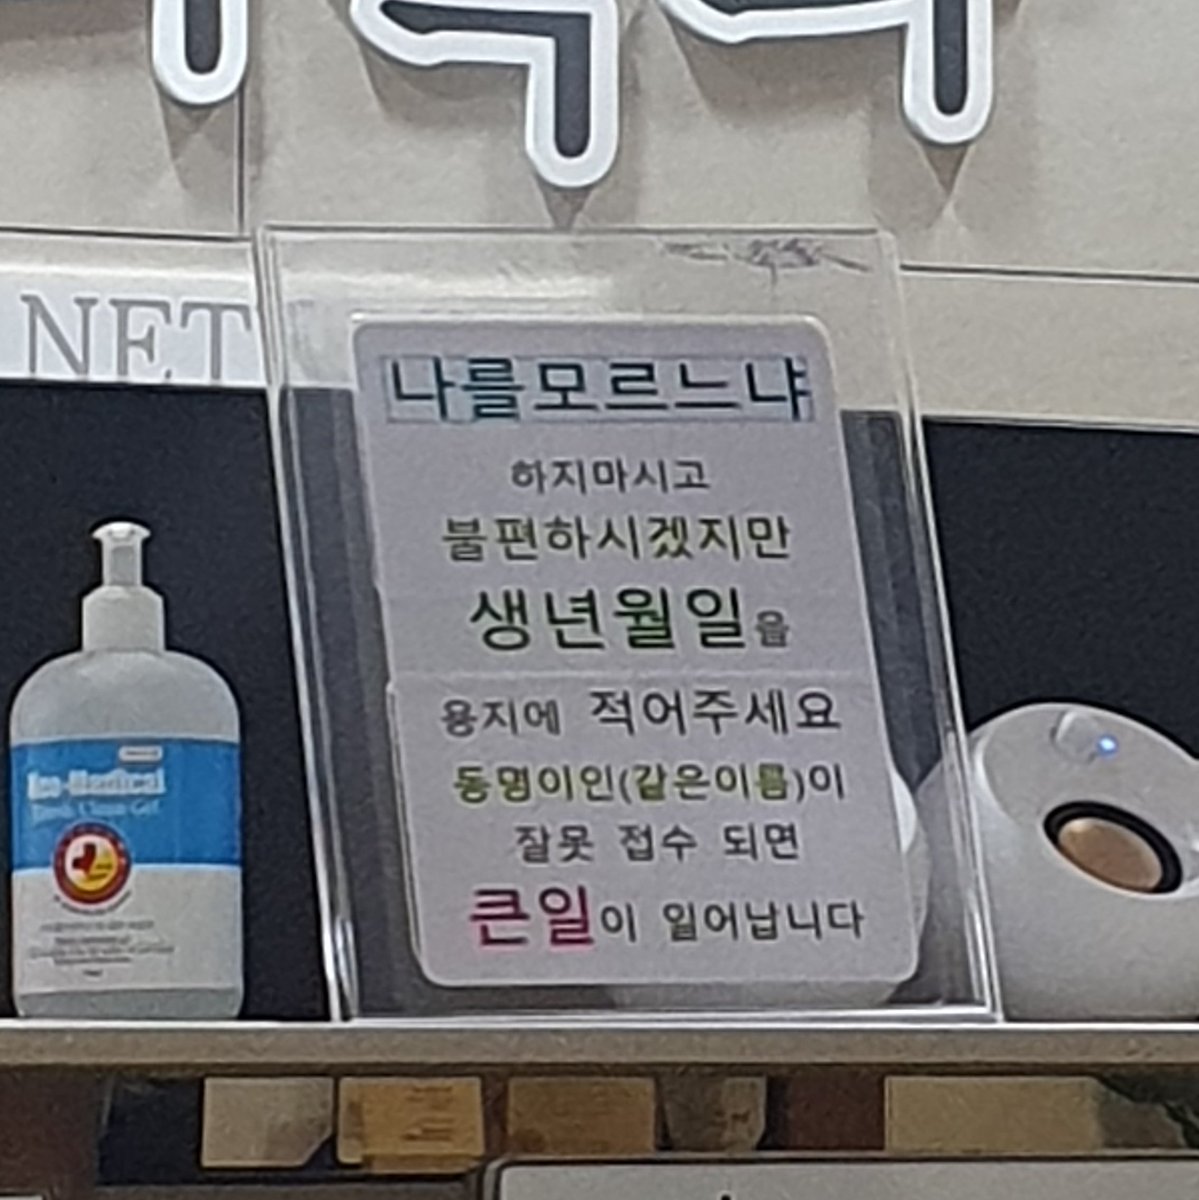 NET
나를모르느냐
하지마시고
불편하시겠지만
생년월일을
용지에 적어주세요
동명이인(같은이름)이
잘못 접수 되면
큰일이 일어납니다